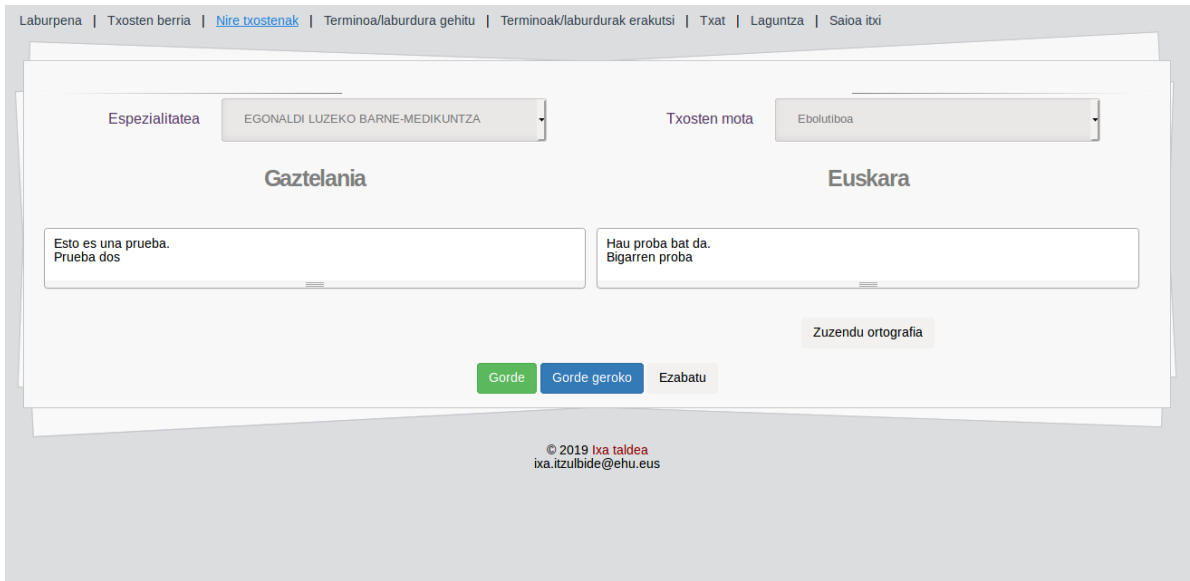 Laburpena | Txosten berria | Nire txostenak | Terminoa/laburdura gehitu | Terminoak/laburdurak erakutsi | Txat | Laguntza | Saioa itxi
Espezialitatea EGONALDI LUZEKO BARNE-MEDIKUNTZA Txosten mota Ebolutiboa
Gaztelania Euskara
Esto es una prueba.
Prueba dos
Hau proba bat da.
Bigarren proba
Zuzendu ortografia
Gorde Gorde geroko Ezabatu
© 2019 Ixa taldea
ixa.itzulbide@ehu.eus